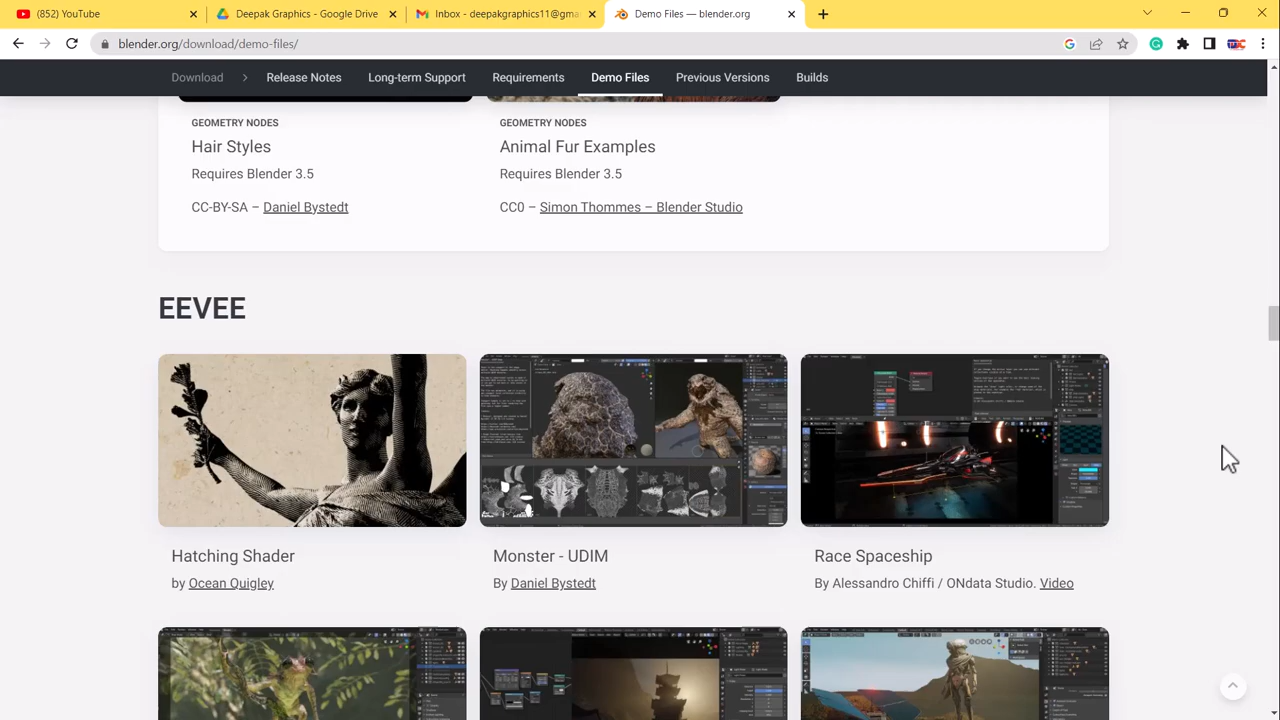 (852) YouTube
Deepak Graphics - Google Drive
Inbox - deepakgraphics11@gma
Demo Files — blender.org
blender.org/download/demo-files/
Download
Release Notes
Long-term Support
Requirements
Demo Files
Previous Versions
Builds
GEOMETRY NODES
Hair Styles
Requires Blender 3.5
CC-BY-SA – Daniel Bystedt
GEOMETRY NODES
Animal Fur Examples
Requires Blender 3.5
CC0 – Simon Thommes – Blender Studio
EEVEE
Hatching Shader
by Ocean Quigley
Monster - UDIM
By Daniel Bystedt
Race Spaceship
By Alessandro Chiffi / ONdata Studio. Video